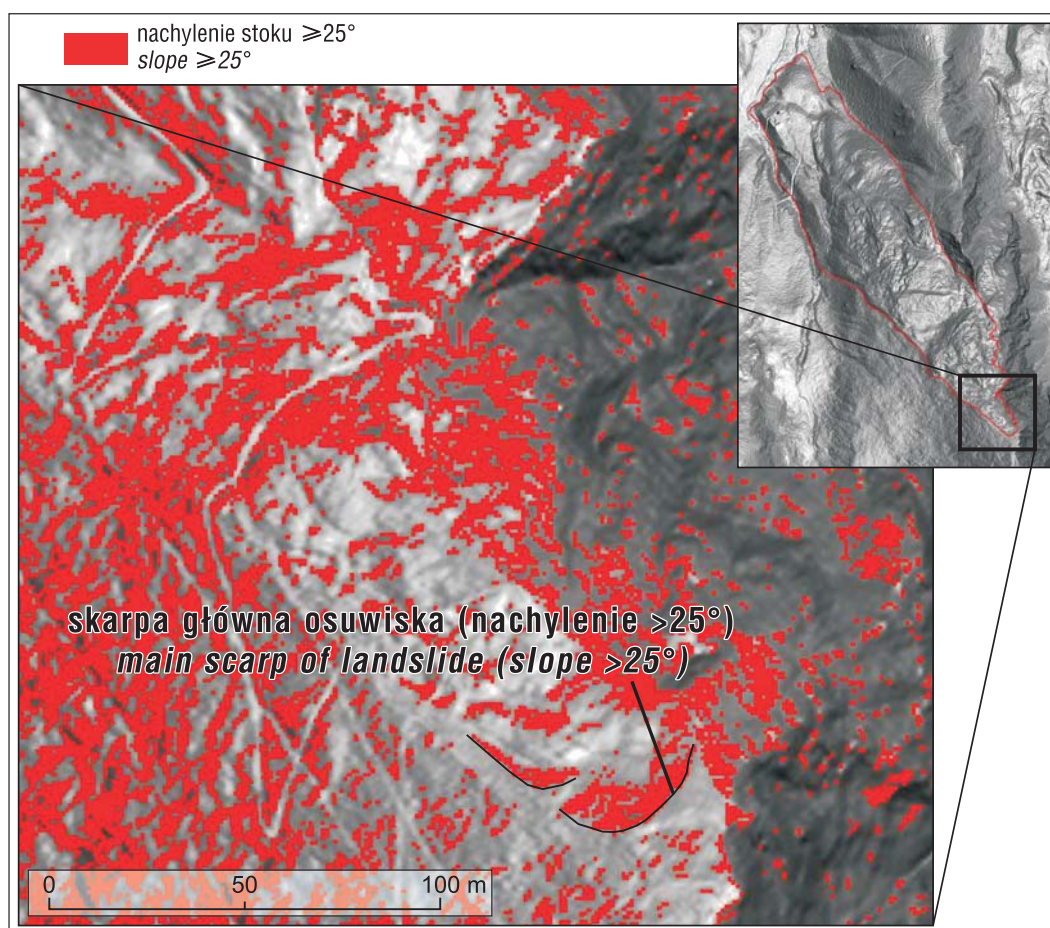 nachylenie stoku ⩾25°
slope ⩾25°
skarpa główna osuwiska (nachylenie >25°)
main scarp of landslide (slope >25°)
0 50 100 m